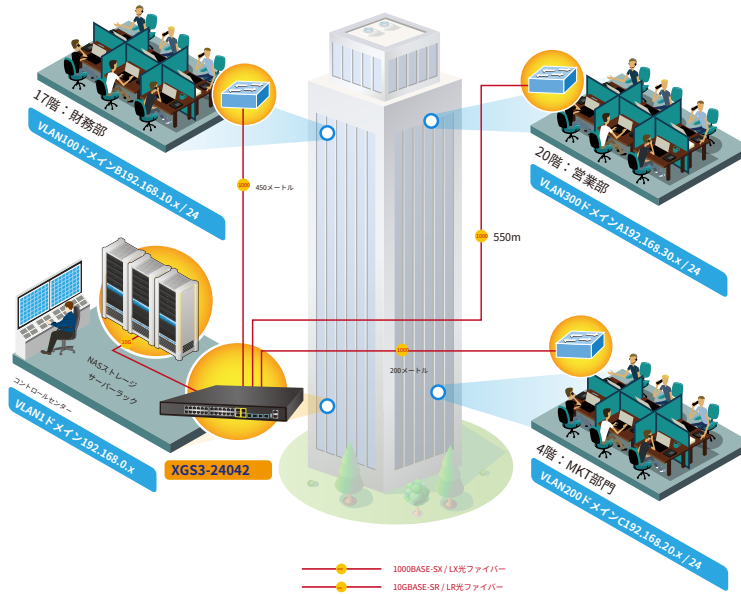 17階：財務部
VLAN100ドメインB192.168.10.x / 24
1000
450メートル
20階：営業部
VLAN300ドメインA192.168.30.x / 24
1000
550m
10G
NASストレージ
サーバーラック
コントロールセンター
VLAN1ドメイン192.168.0.x
XGS3-24042
1000
200メートル
4階：MKT部門
VLAN200ドメインC192.168.20.x / 24
1000BASE-SX / LX光ファイバー
10GBASE-SR / LR光ファイバー